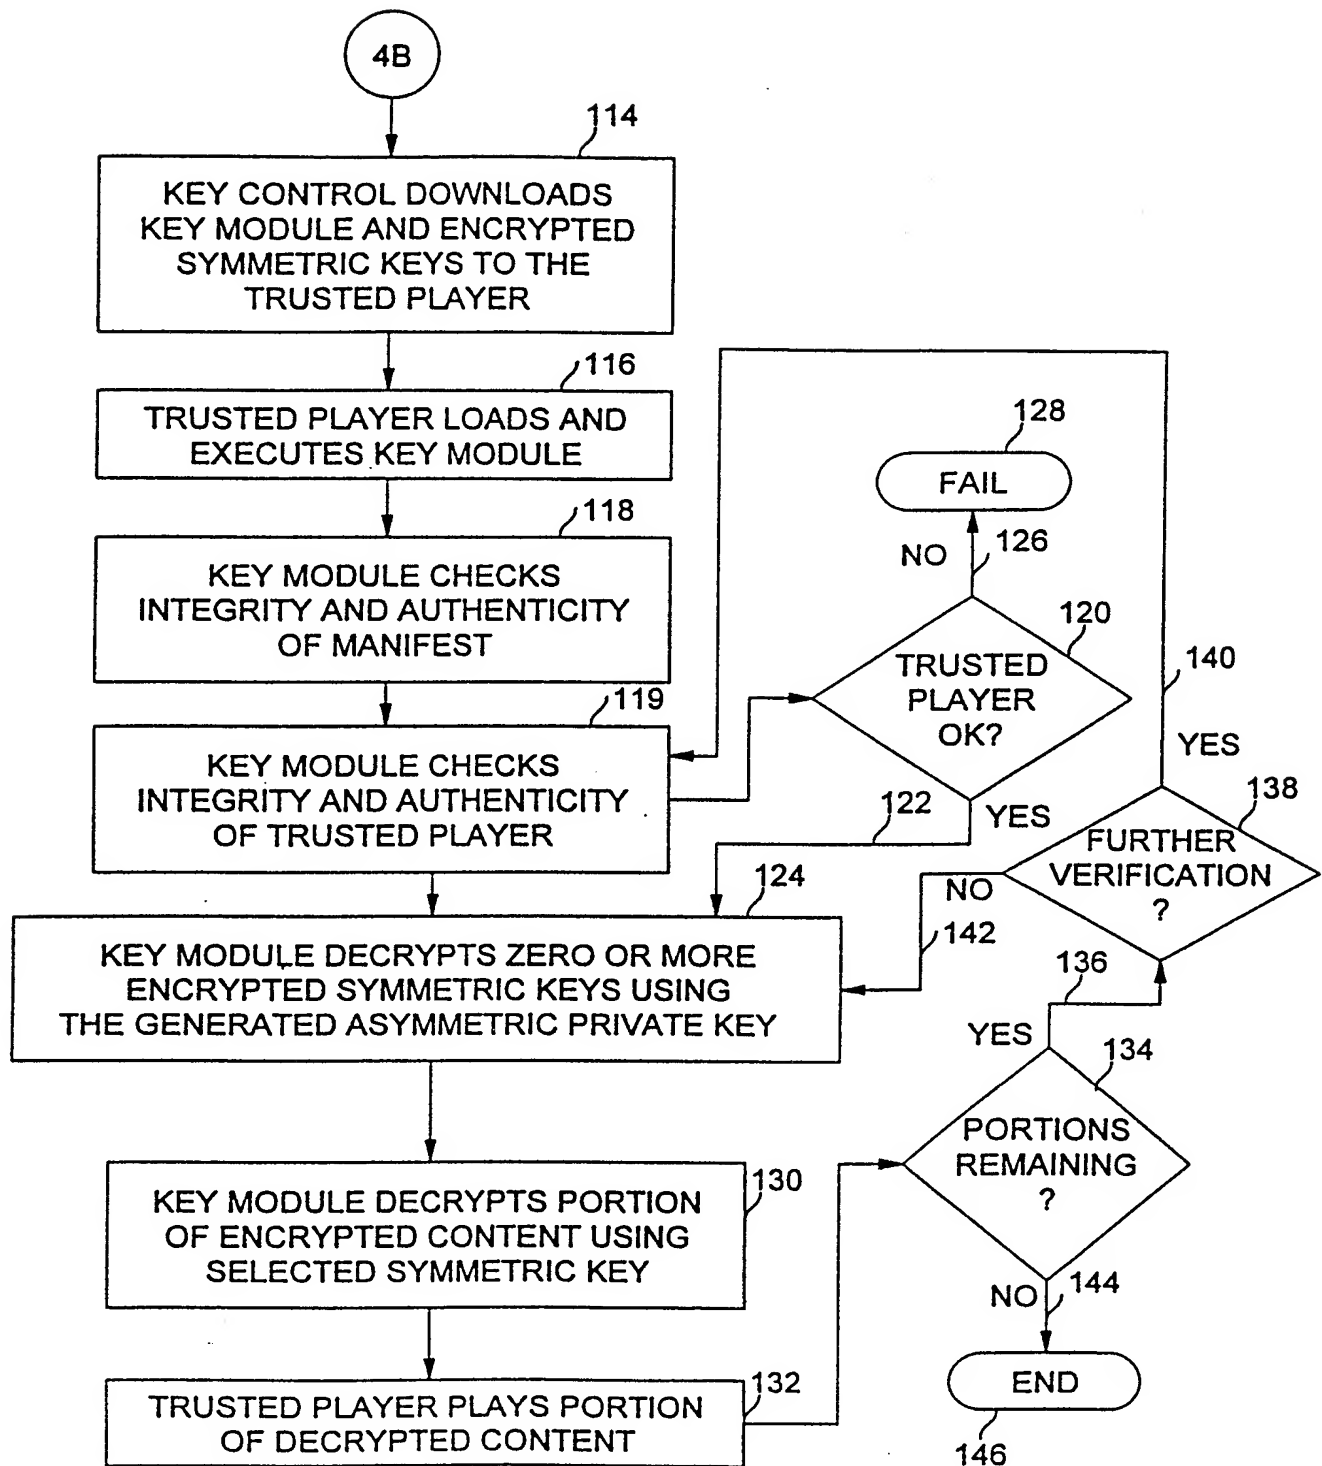 4B
114
KEY CONTROL DOWNLOADS
KEY MODULE AND ENCRYPTED
SYMMETRIC KEYS TO THE
TRUSTED PLAYER
116
TRUSTED PLAYER LOADS AND
EXECUTES KEY MODULE
118
KEY MODULE CHECKS
INTEGRITY AND AUTHENTICITY
OF MANIFEST
119
KEY MODULE CHECKS
INTEGRITY AND AUTHENTICITY
OF TRUSTED PLAYER
128
FAIL
NO
126
120
TRUSTED
PLAYER
OK?
122
YES
140
YES
138
FURTHER
VERIFICATION
?
NO
142
124
KEY MODULE DECRYPTS ZERO OR MORE
ENCRYPTED SYMMETRIC KEYS USING
THE GENERATED ASYMMETRIC PRIVATE KEY
136
YES
134
PORTIONS
REMAINING
?
130
KEY MODULE DECRYPTS PORTION
OF ENCRYPTED CONTENT USING
SELECTED SYMMETRIC KEY
NO
144
END
146
132
TRUSTED PLAYER PLAYS PORTION
OF DECRYPTED CONTENT